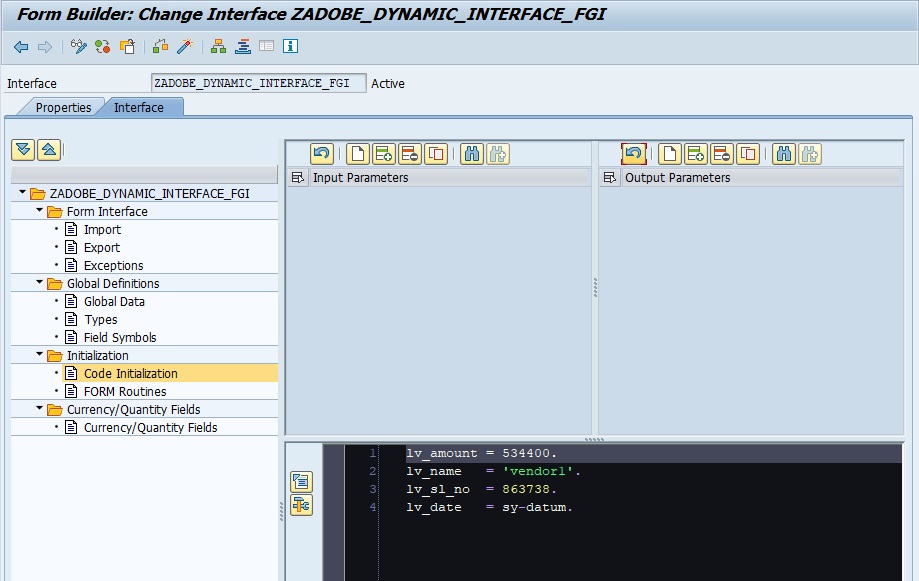 Form Builder: Change Interface ZADOBE_DYNAMIC_INTERFACE_FGI
Interface ZADOBE_DYNAMIC_INTERFACE_FGI Active
Properties Interface
Input Parameters Output Parameters
ZADOBE_DYNAMIC_INTERFACE_FGI
Form Interface
Import
Export
Exceptions
Global Definitions
Global Data
Types
Field Symbols
Initialization
Code Initialization
FORM Routines
Currency/Quantity Fields
Currency/Quantity Fields
1 lv_amount = 534400.
2 lv_name = 'vendor1'.
3 lv_sl_no = 863738.
4 lv_date = sy-datum.